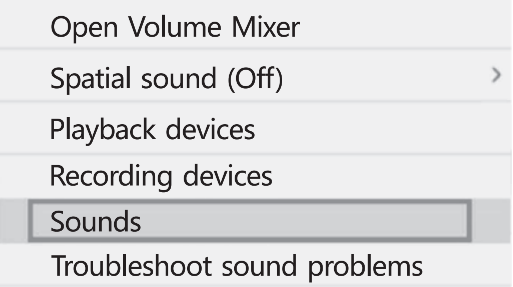 Open Volume Mixer
Spatial sound (Off)
Playback devices
Recording devices
Sounds
Troubleshoot sound problems